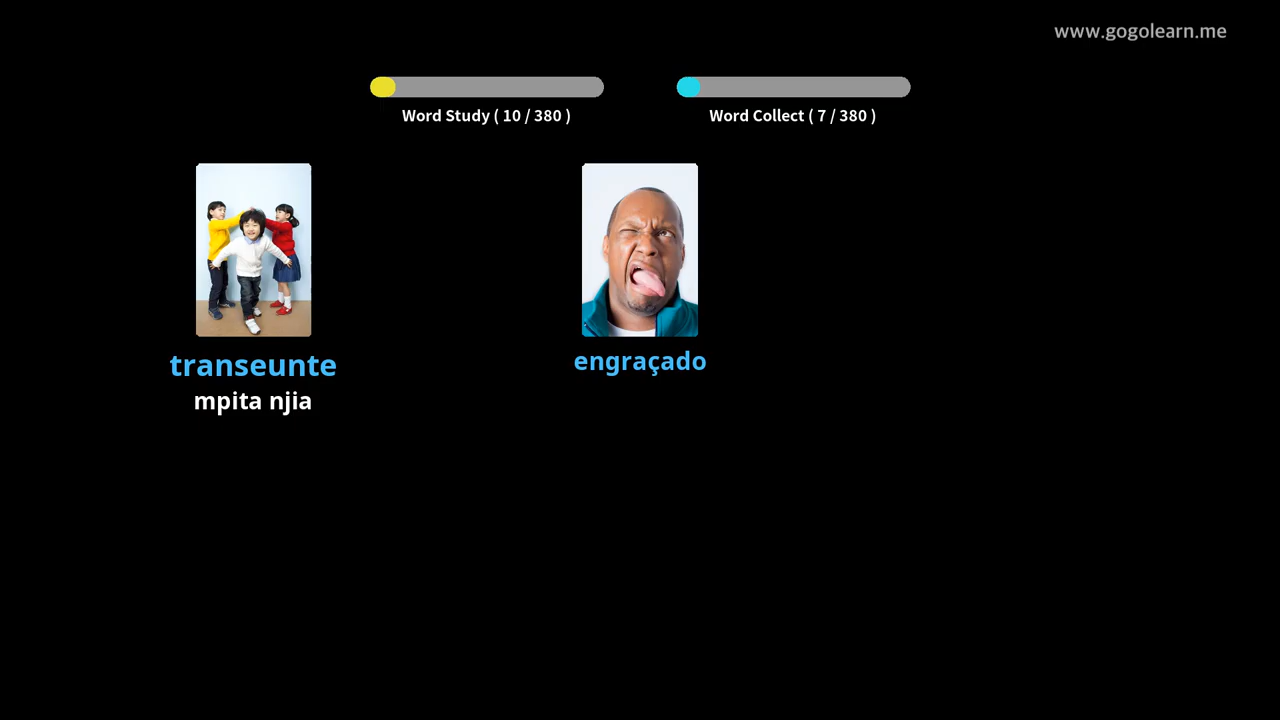 www.gogolearn.me
Word Study ( 10 / 380 )
Word Collect ( 7 / 380 )
transeunte
mpita njia
engraçado